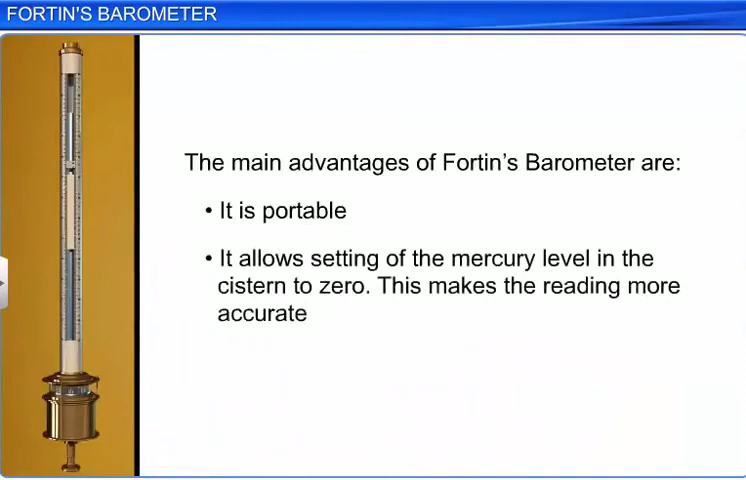 FORTIN'S BAROMETER
The main advantages of Fortin's Barometer are:
• It is portable
• It allows setting of the mercury level in the
cistern to zero. This makes the reading more
accurate